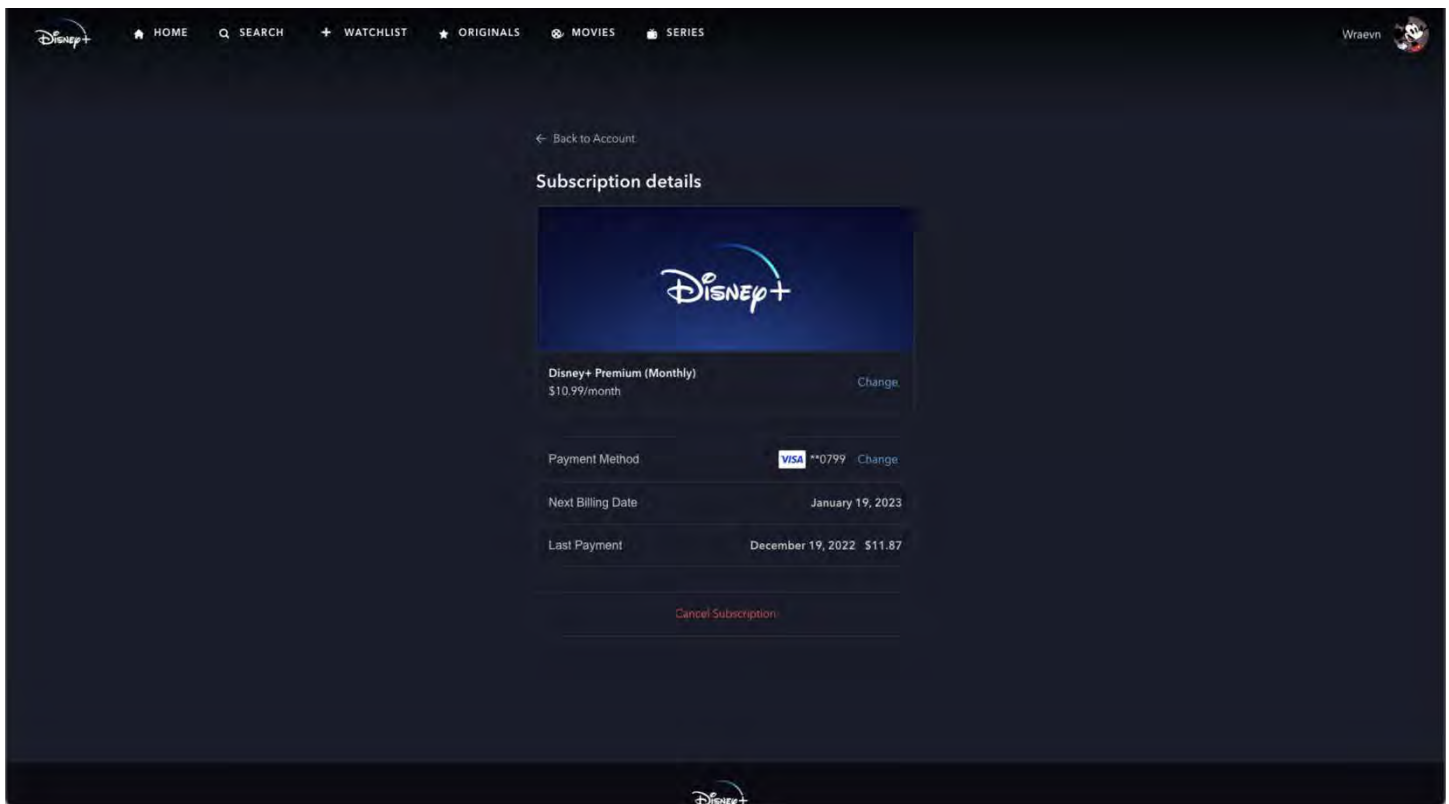 Disney+ HOME SEARCH WATCHLIST ORIGINALS MOVIES SERIES Wraevn
← Back to Account
Subscription details
Disney+
Disney+ Premium (Monthly)
$10.99/month Change
Payment Method VISA **0799 Change
Next Billing Date January 19, 2023
Last Payment December 19, 2022 $11.87
Cancel Subscription
Disney+